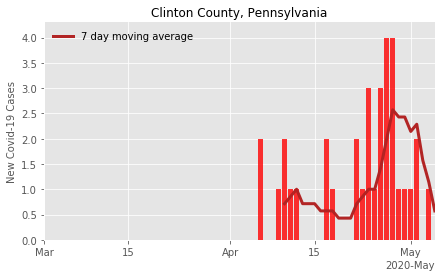 Clinton County, Pennsylvania
7 day moving average
New Covid-19 Cases
4.0
3.5
3.0
2.5
2.0
1.5
1.0
0.5
0.0
Mar
15
Apr
15
May
2020-May